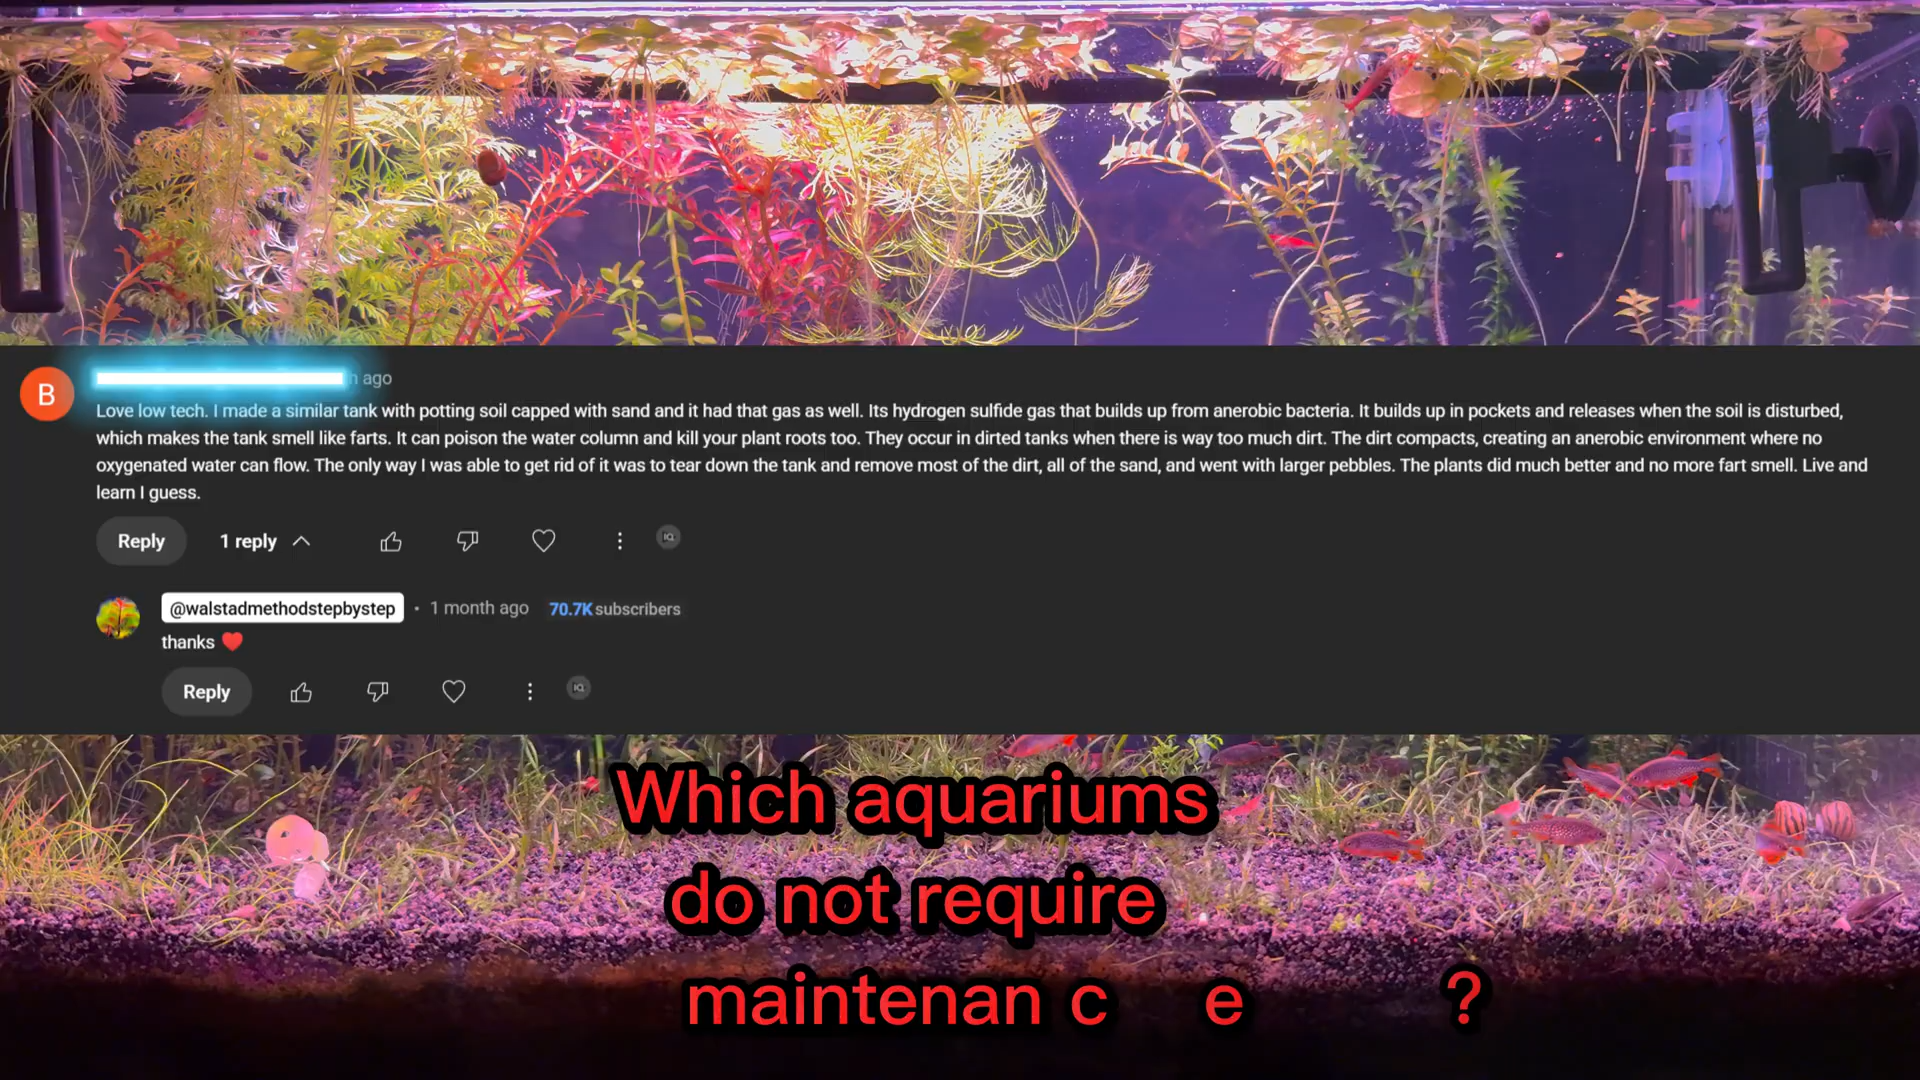 B
h ago
Love low tech. I made a similar tank with potting soil capped with sand and it had that gas as well. Its hydrogen sulfide gas that builds up from anerobic bacteria. It builds up in pockets and releases when the soil is disturbed,
which makes the tank smell like farts. It can poison the water column and kill your plant roots too. They occur in dirted tanks when there is way too much dirt. The dirt compacts, creating an anerobic environment where no
oxygenated water can flow. The only way I was able to get rid of it was to tear down the tank and remove most of the dirt, all of the sand, and went with larger pebbles. The plants did much better and no more fart smell. Live and
learn I guess.
Reply 1 reply IQ
@walstadmethodstepbystep • 1 month ago 70.7K subscribers
thanks ❤️
Reply IQ
Which aquariums
do not require
maintenan c e ?